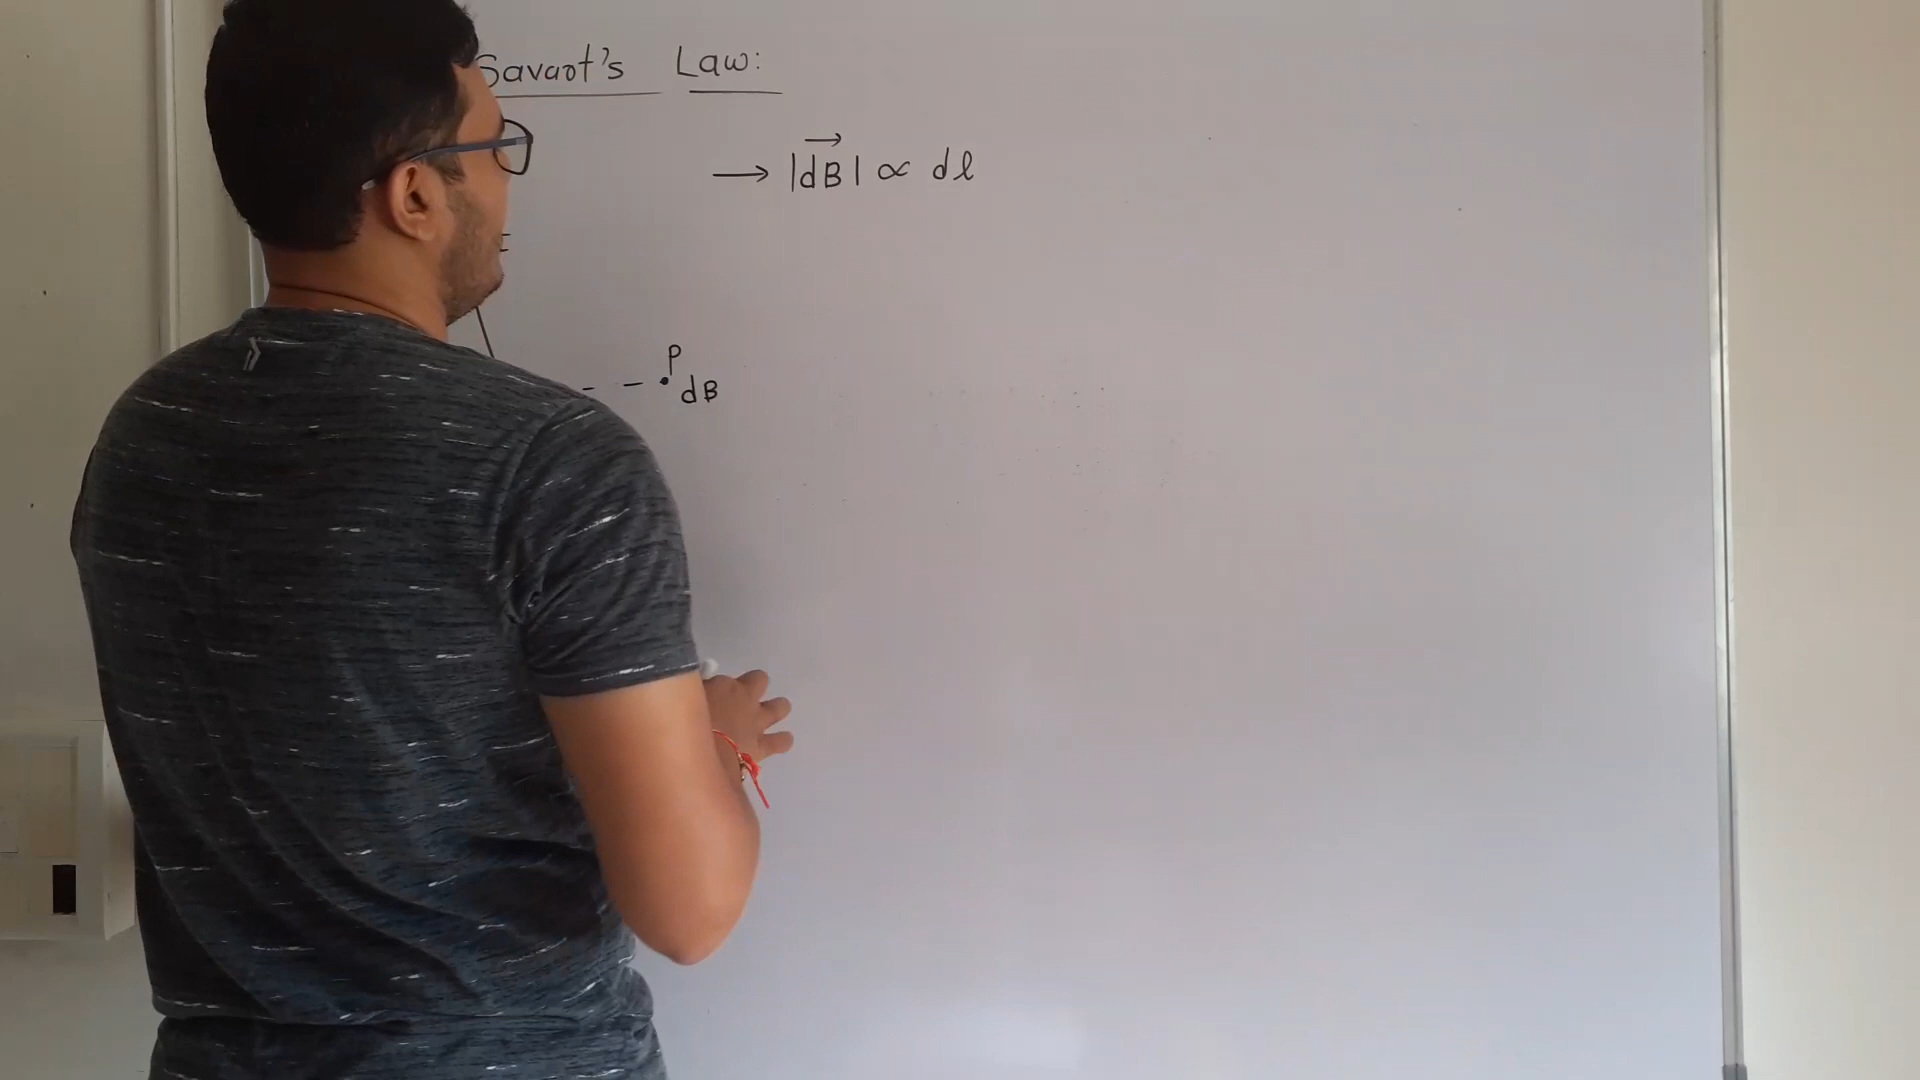 Savart's Law:
→ |dB⃗| ∝ dl
P
dB